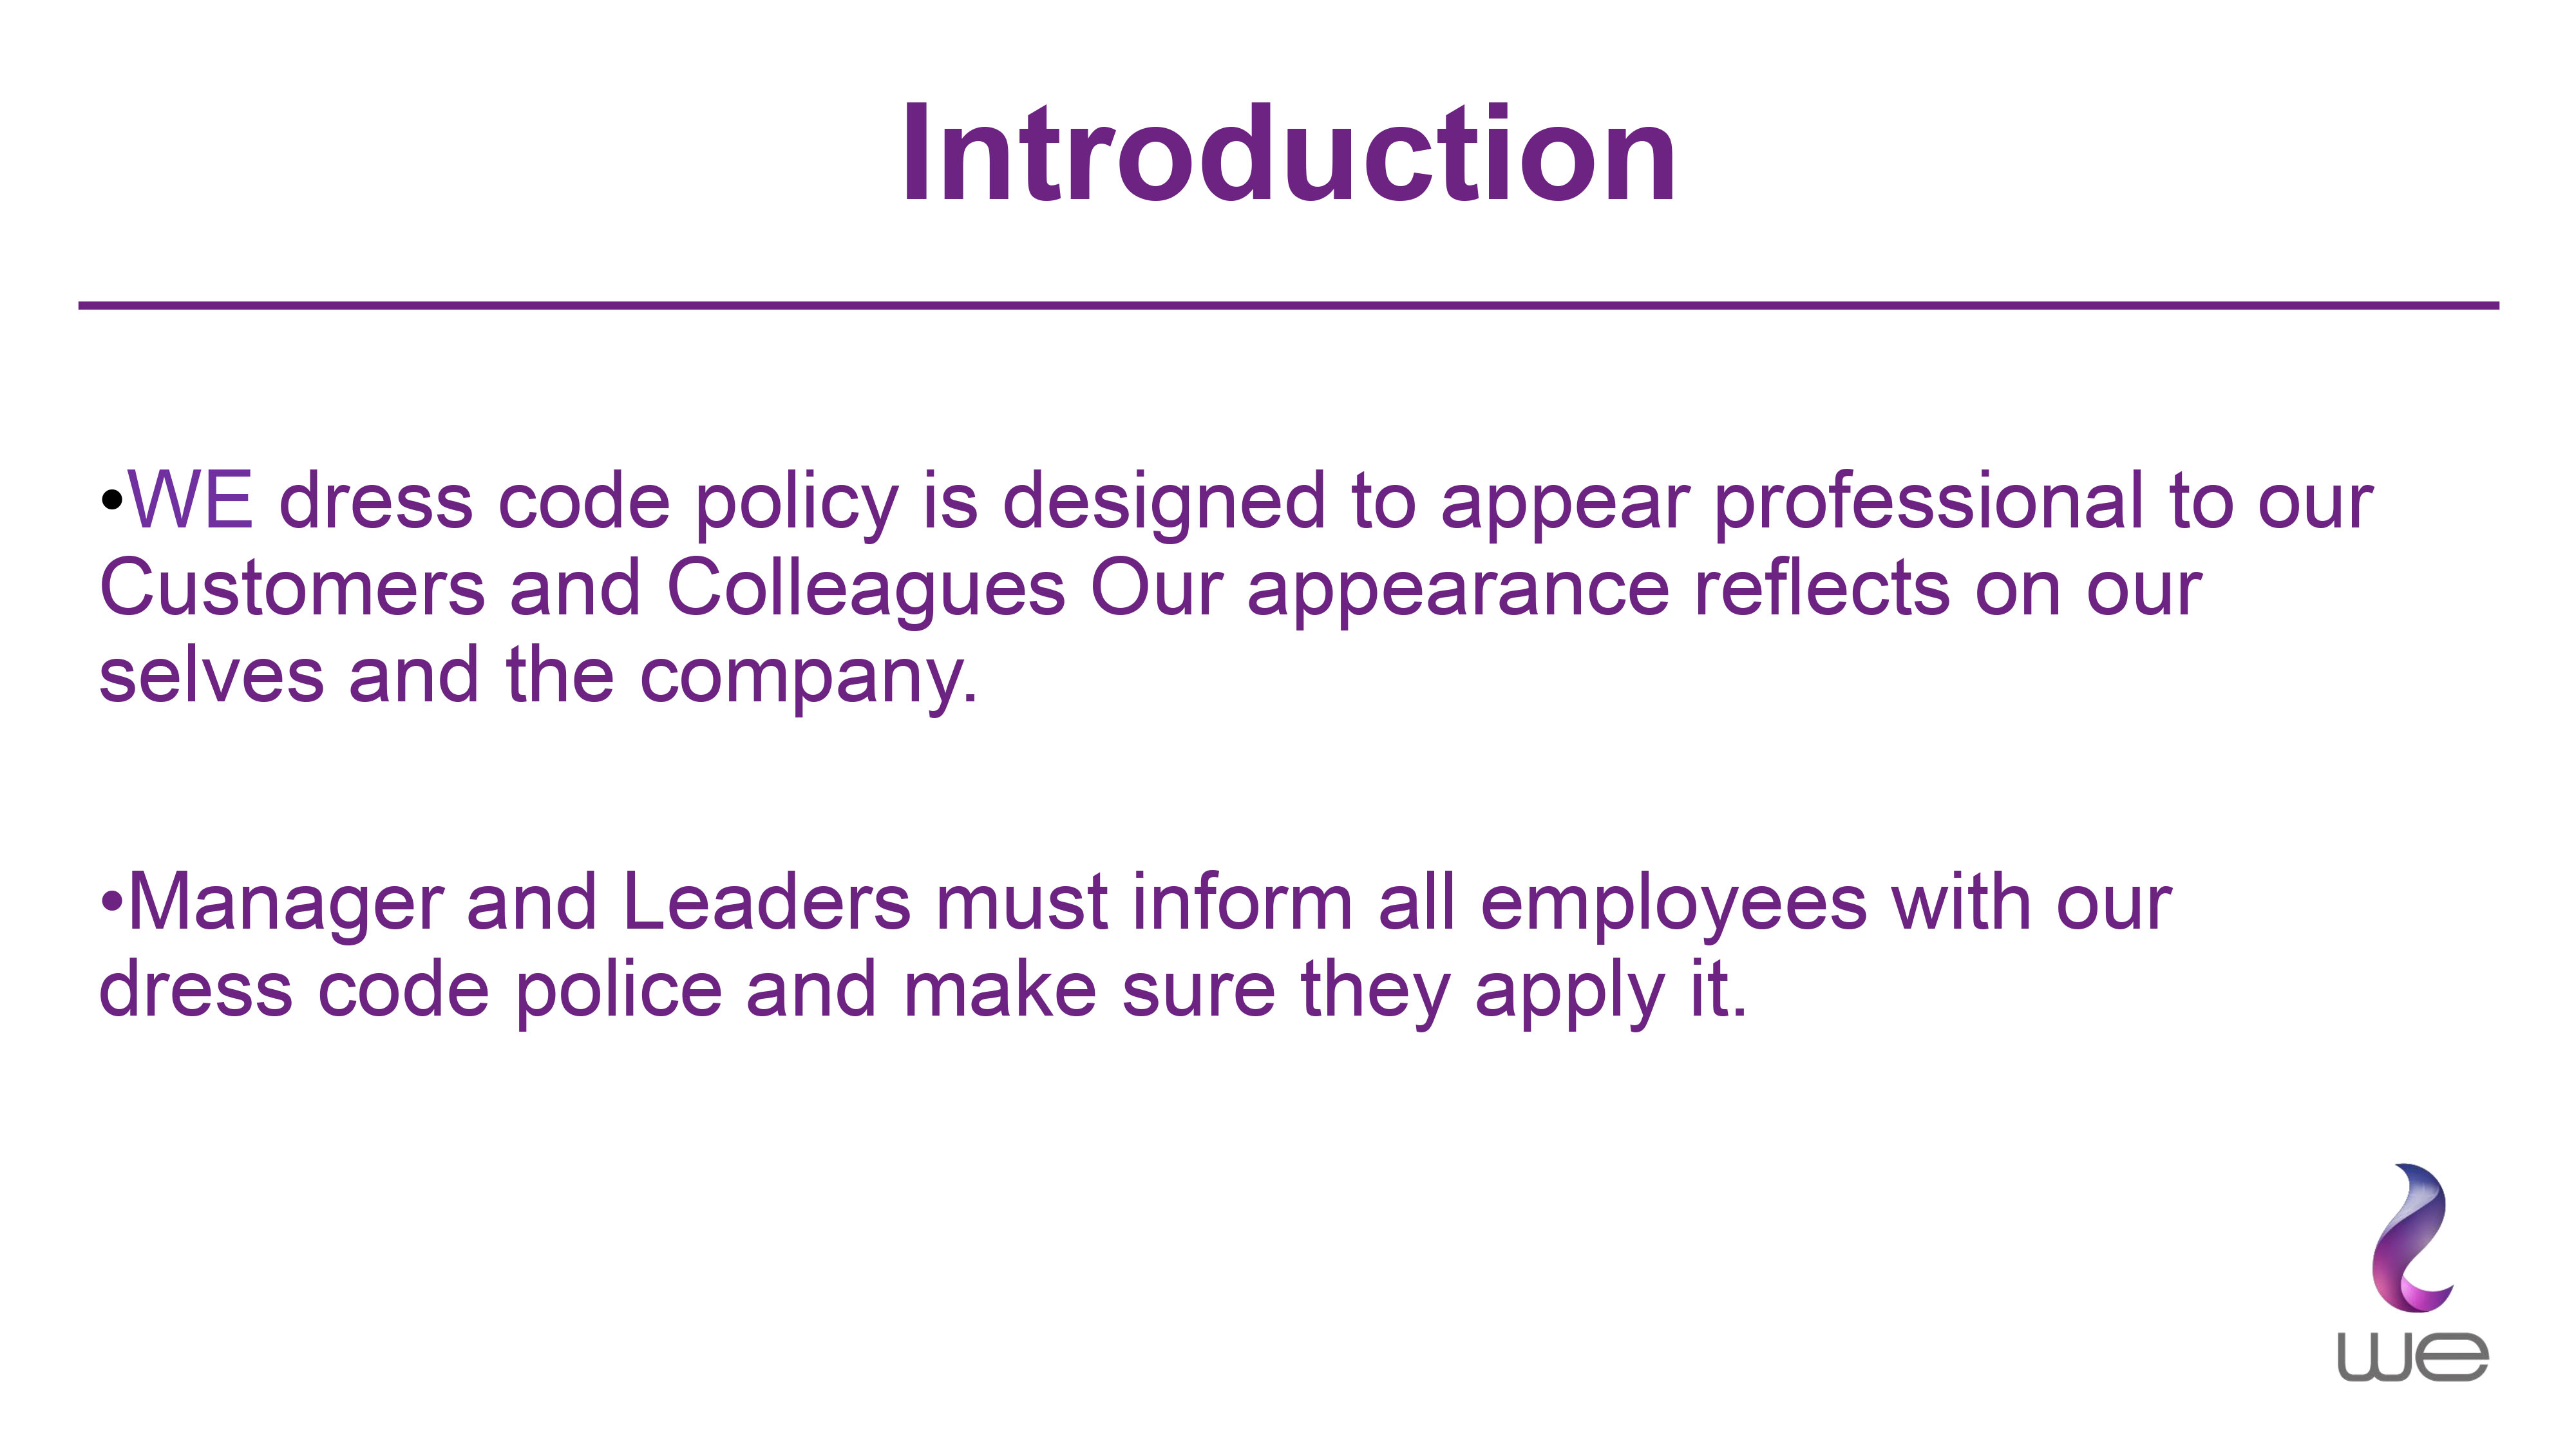 Introduction
•WE dress code policy is designed to appear professional to our
Customers and Colleagues Our appearance reflects on our
selves and the company.
•Manager and Leaders must inform all employees with our
dress code police and make sure they apply it.
we